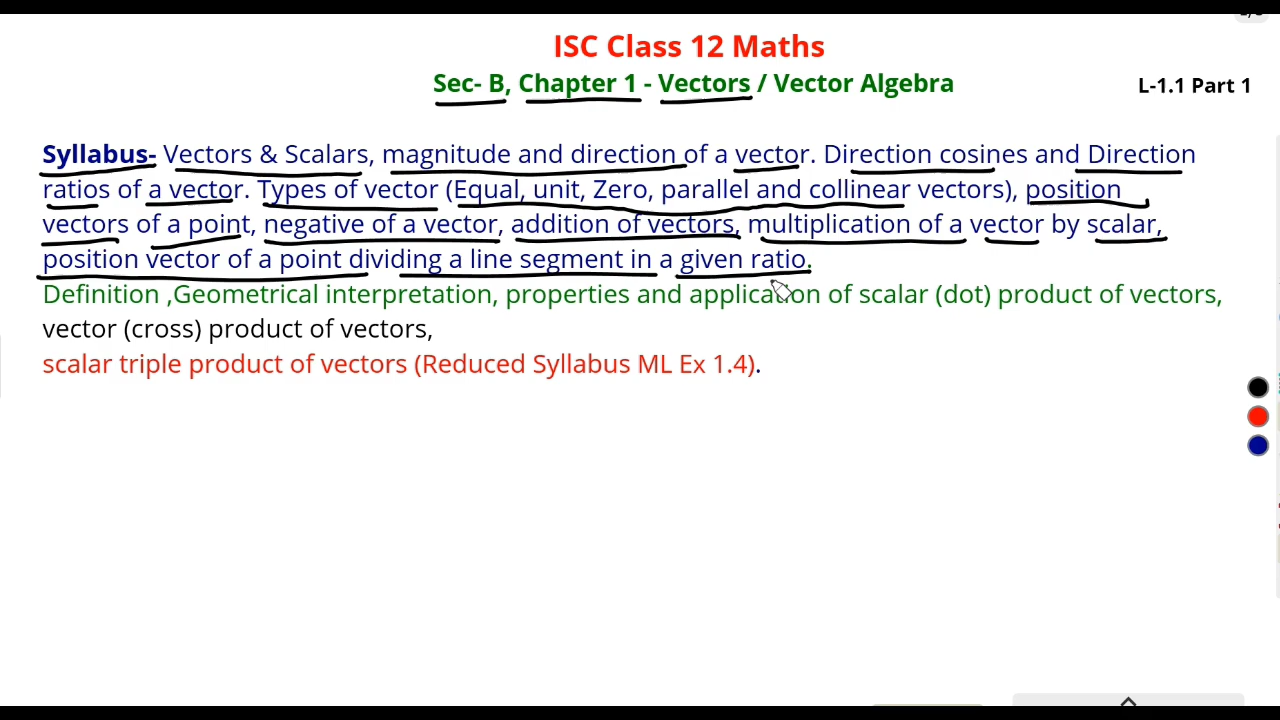 ISC Class 12 Maths
Sec- B, Chapter 1 - Vectors / Vector Algebra
L-1.1 Part 1
Syllabus- Vectors & Scalars, magnitude and direction of a vector. Direction cosines and Direction
ratios of a vector. Types of vector (Equal, unit, Zero, parallel and collinear vectors), position
vectors of a point, negative of a vector, addition of vectors, multiplication of a vector by scalar,
position vector of a point dividing a line segment in a given ratio.
Definition ,Geometrical interpretation, properties and application of scalar (dot) product of vectors,
vector (cross) product of vectors,
scalar triple product of vectors (Reduced Syllabus ML Ex 1.4).